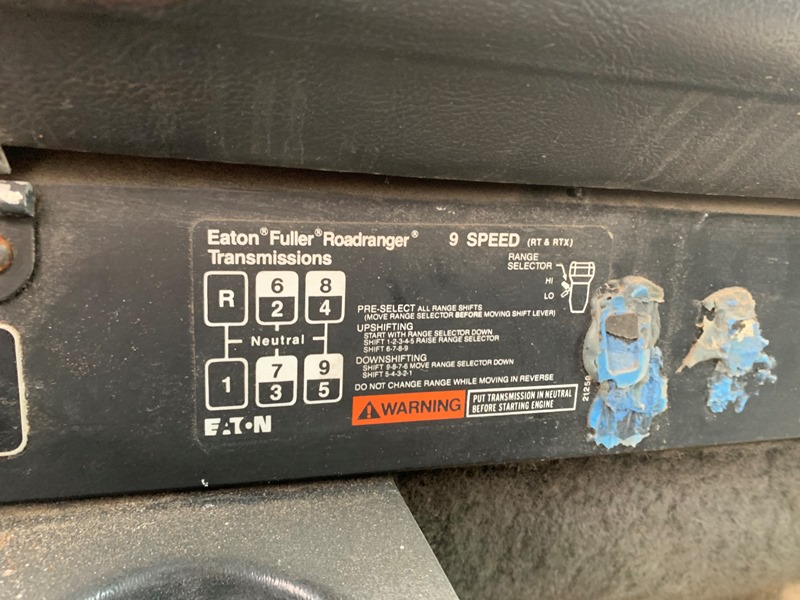 Eaton® Fuller® Roadranger® 9 SPEED (RT & RTX)
Transmissions
RANGE
SELECTOR
HI
LO
R 6 8
2 4
Neutral
1 7 9
3 5
PRE-SELECT ALL RANGE SHIFTS
(MOVE RANGE SELECTOR BEFORE MOVING SHIFT LEVER)
UPSHIFTING
START WITH RANGE SELECTOR DOWN
SHIFT 1-2-3-4-5 RAISE RANGE SELECTOR
SHIFT 6-7-8-9
DOWNSHIFTING
SHIFT 9-8-7-6 MOVE RANGE SELECTOR DOWN
SHIFT 5-4-3-2-1
DO NOT CHANGE RANGE WHILE MOVING IN REVERSE
WARNING PUT TRANSMISSION IN NEUTRAL
BEFORE STARTING ENGINE
EATON